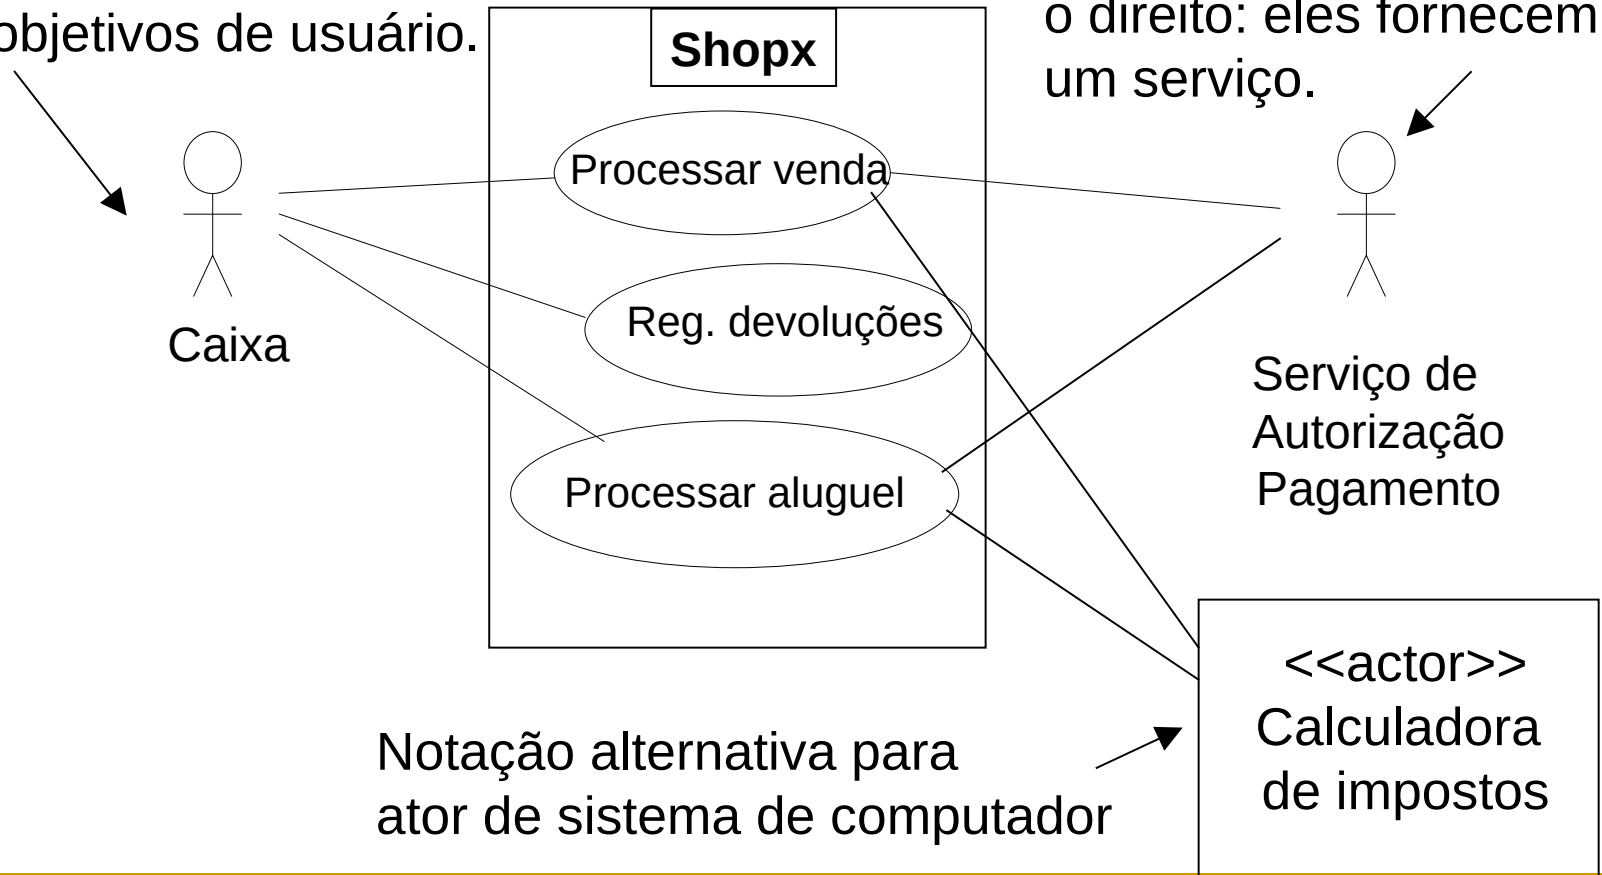 objetivos de usuário.
Shopx
o direito: eles fornecem
um serviço.
Processar venda
Reg. devoluções
Caixa
Processar aluguel
Serviço de
Autorização
Pagamento
<<actor>>
Calculadora
de impostos
Notação alternativa para
ator de sistema de computador